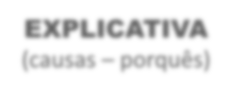 EXPLICATIVA
(causas – porquês)